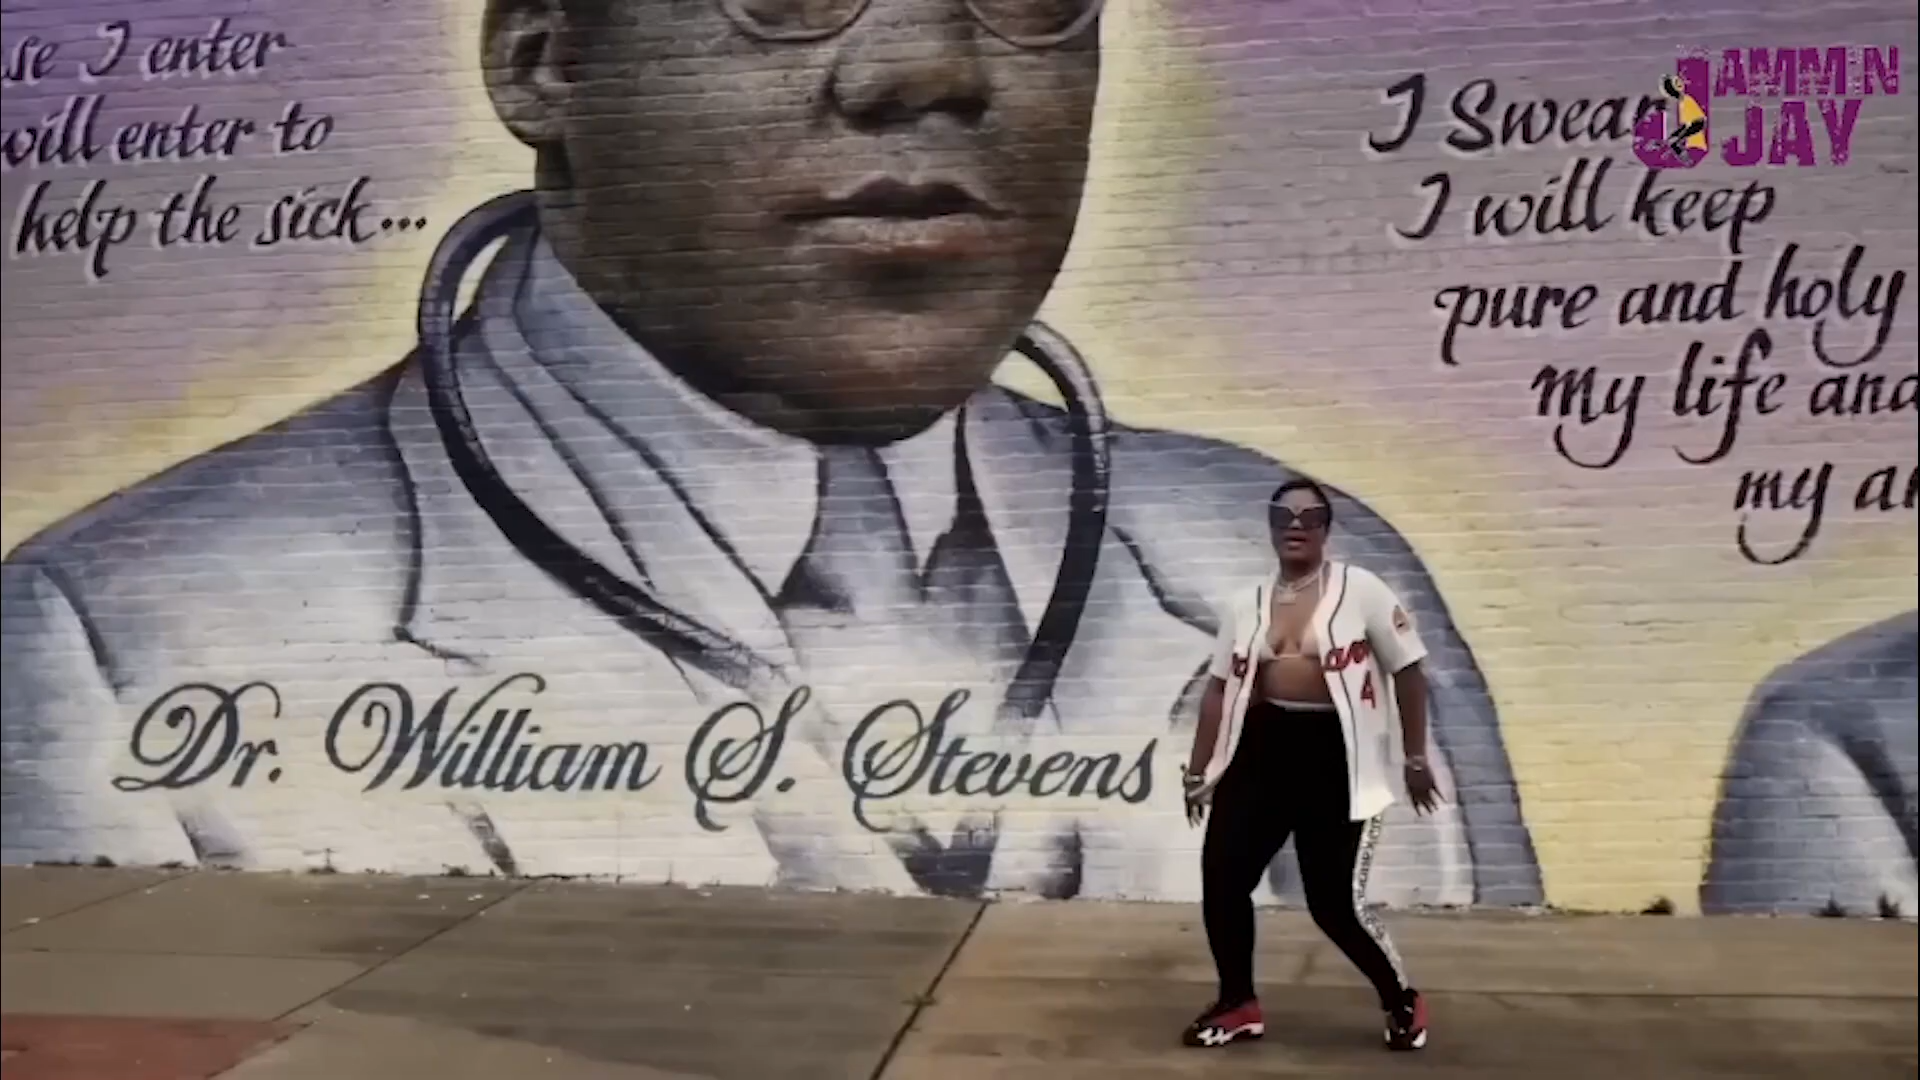 se I enter
will enter to
help the sick...
I Swear
I will keep
pure and holy
my life and
my
JAMMIN
JAY
Dr. William S. Stevens
4